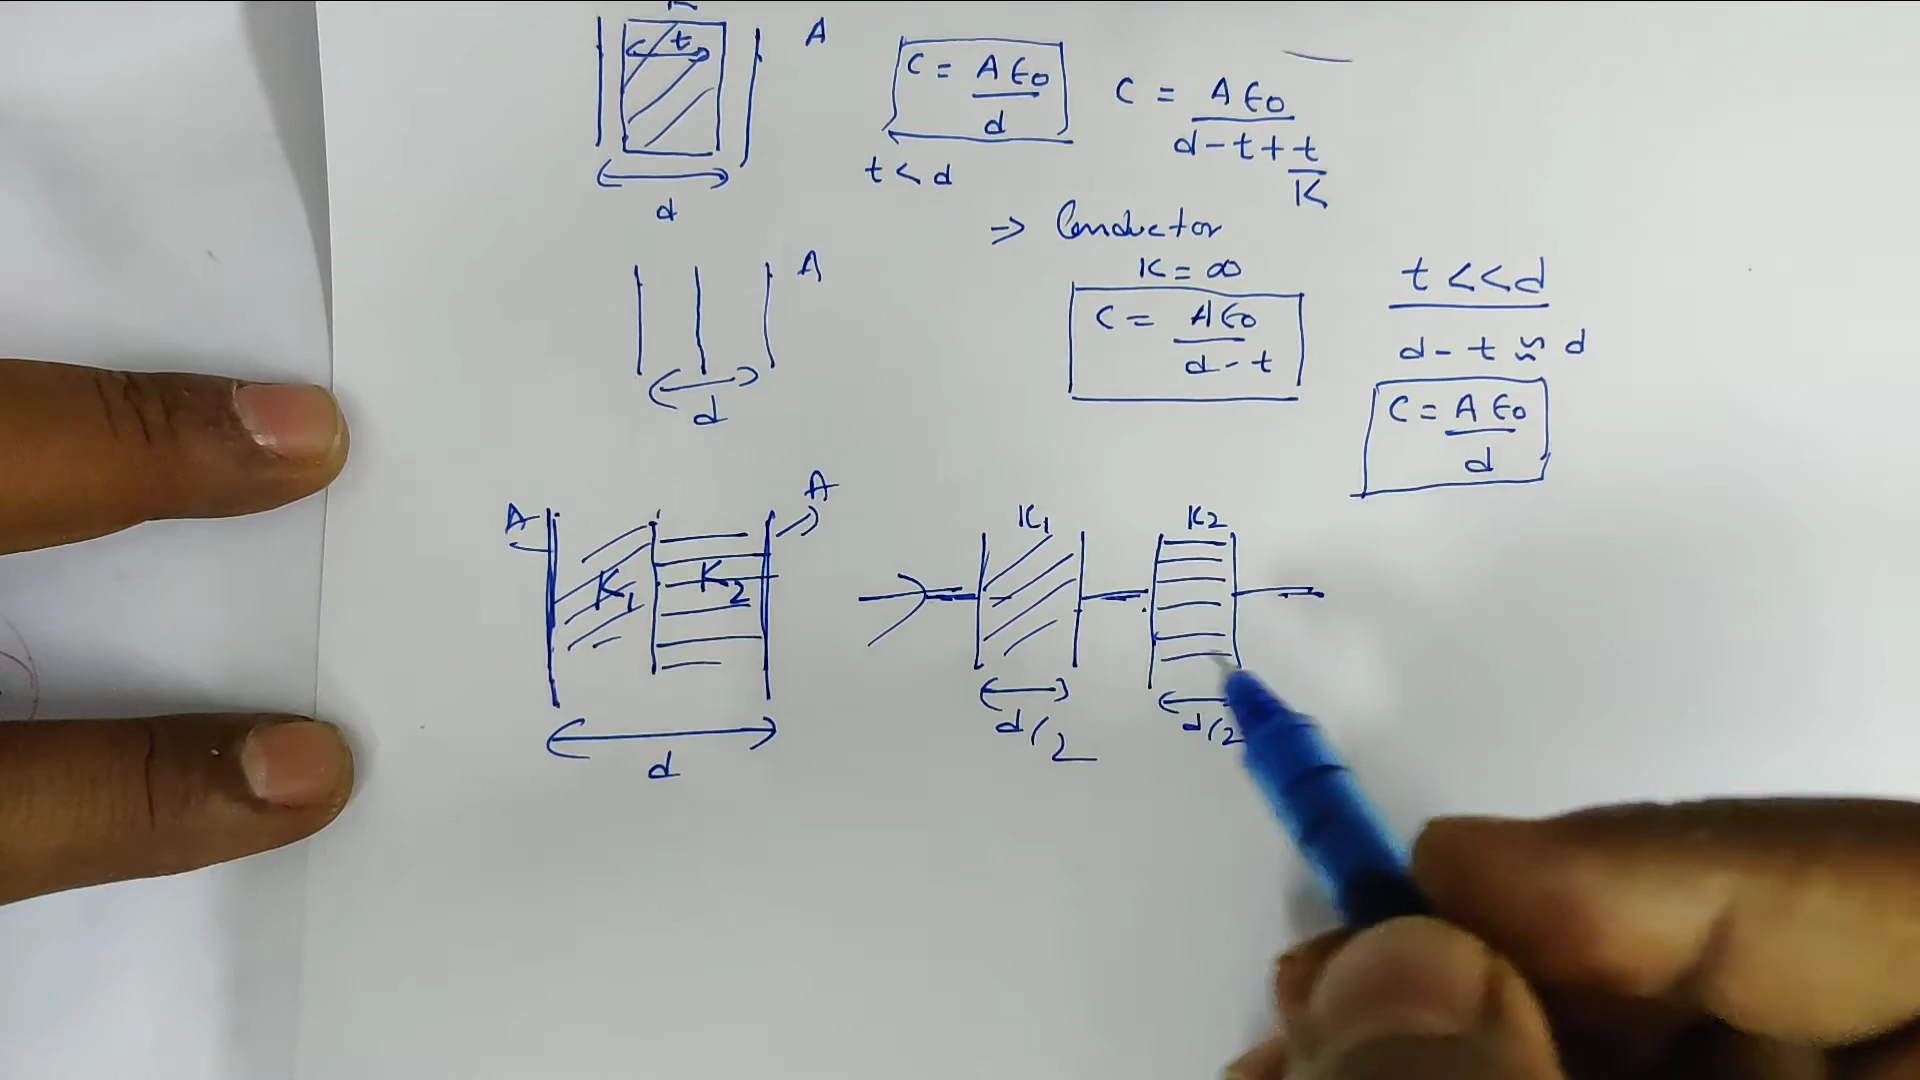 K
t
A
C = Aϵ0/d
C = Aϵ0/(d-t+t/K)
t < d
d
=> Conductor
A
K = ∞
C = Aϵ0/(d-t)
t << d
d - t ≈ d
d
C = Aϵ0/d
A
A
K1
K2
K1
K2
d/2
d/2
d